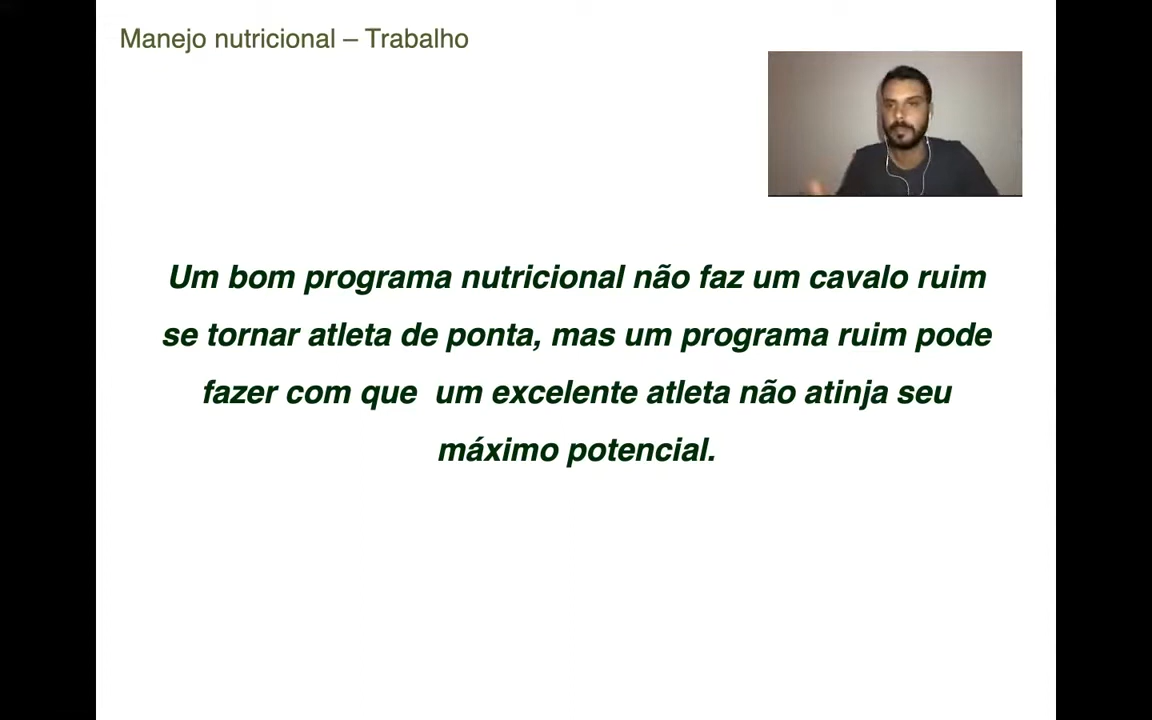 Manejo nutricional – Trabalho
Um bom programa nutricional não faz um cavalo ruim
se tornar atleta de ponta, mas um programa ruim pode
fazer com que  um excelente atleta não atinja seu
máximo potencial.